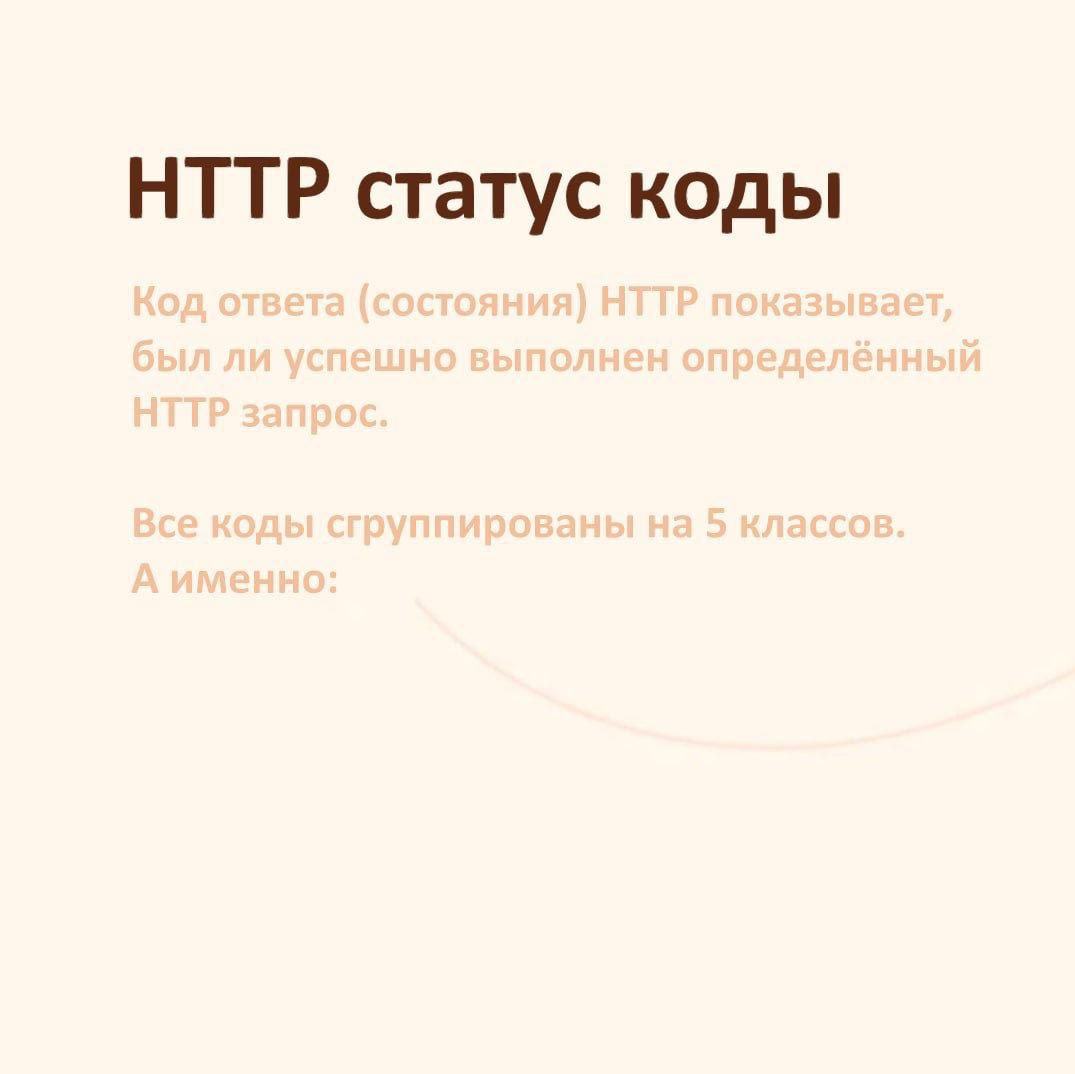 HTTP статус коды
Код ответа (состояния) HTTP показывает,
был ли успешно выполнен определённый
HTTP запрос.
Все коды сгруппированы на 5 классов.
А именно: